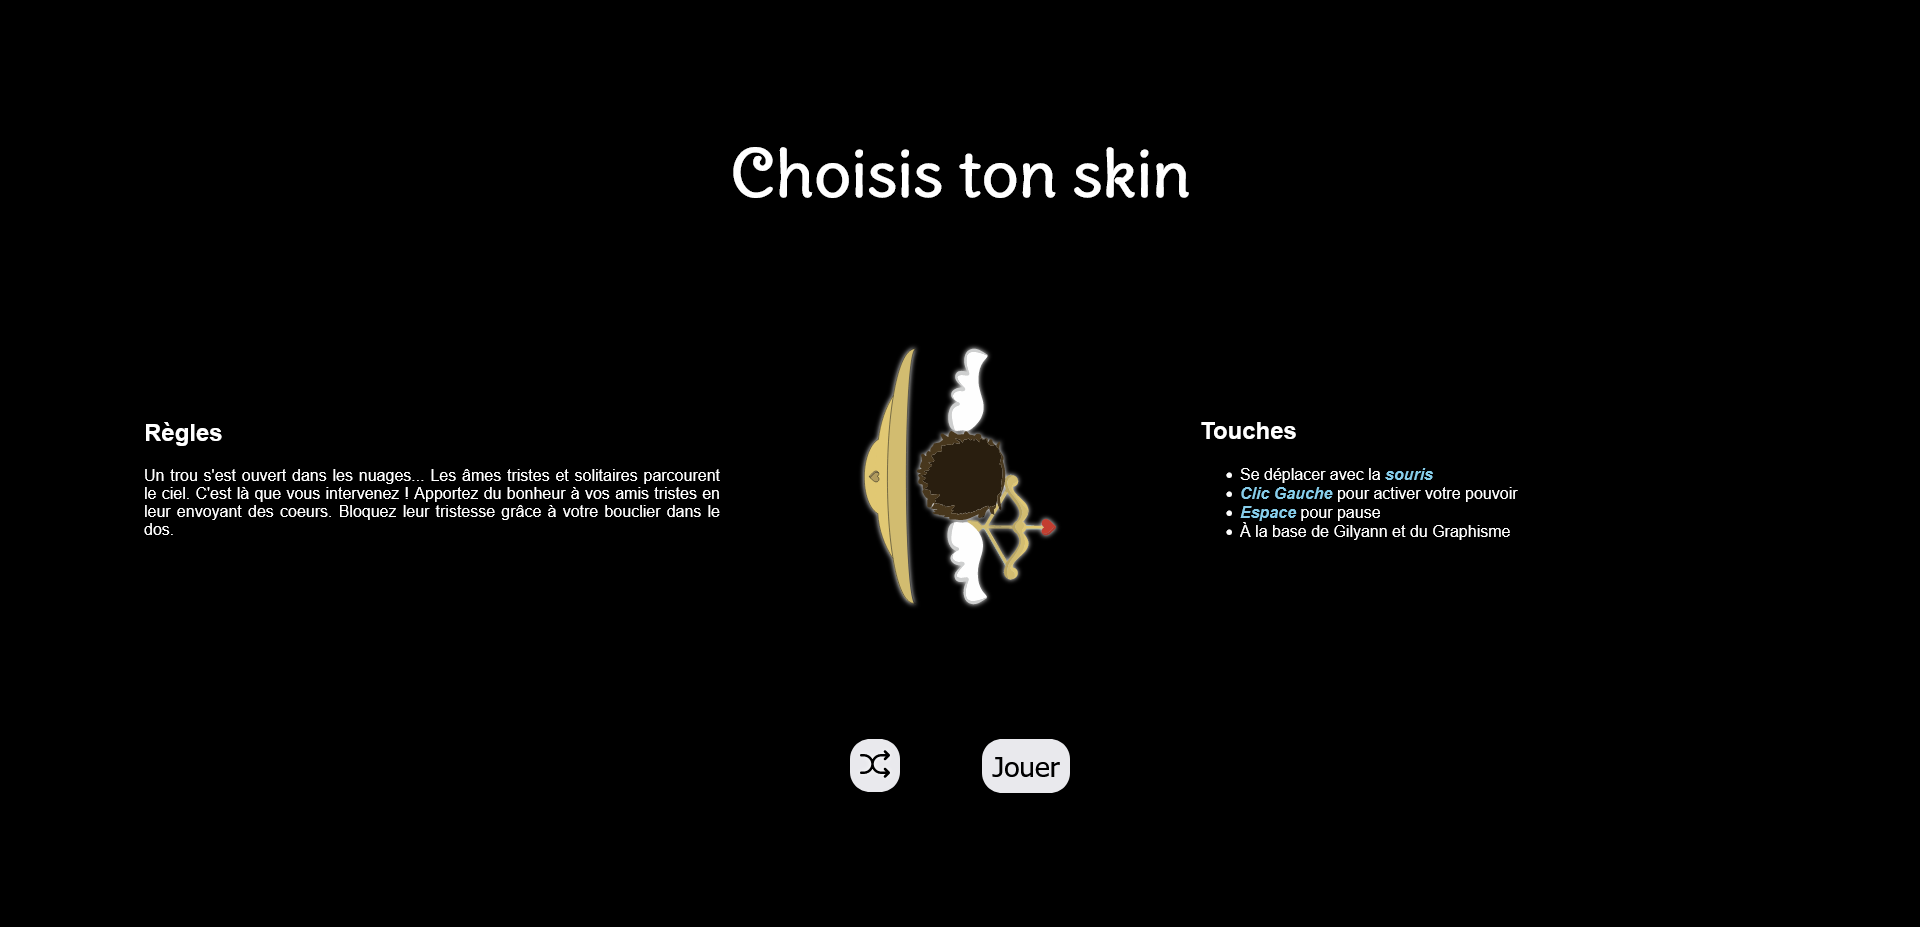 Choisis ton skin
Règles
Un trou s'est ouvert dans les nuages... Les âmes tristes et solitaires parcourent
le ciel. C'est là que vous intervenez ! Apportez du bonheur à vos amis tristes en
leur envoyant des coeurs. Bloquez leur tristesse grâce à votre bouclier dans le
dos.
Touches
• Se déplacer avec la souris
• Clic Gauche pour activer votre pouvoir
• Espace pour pause
• À la base de Gilyann et du Graphisme
Jouer